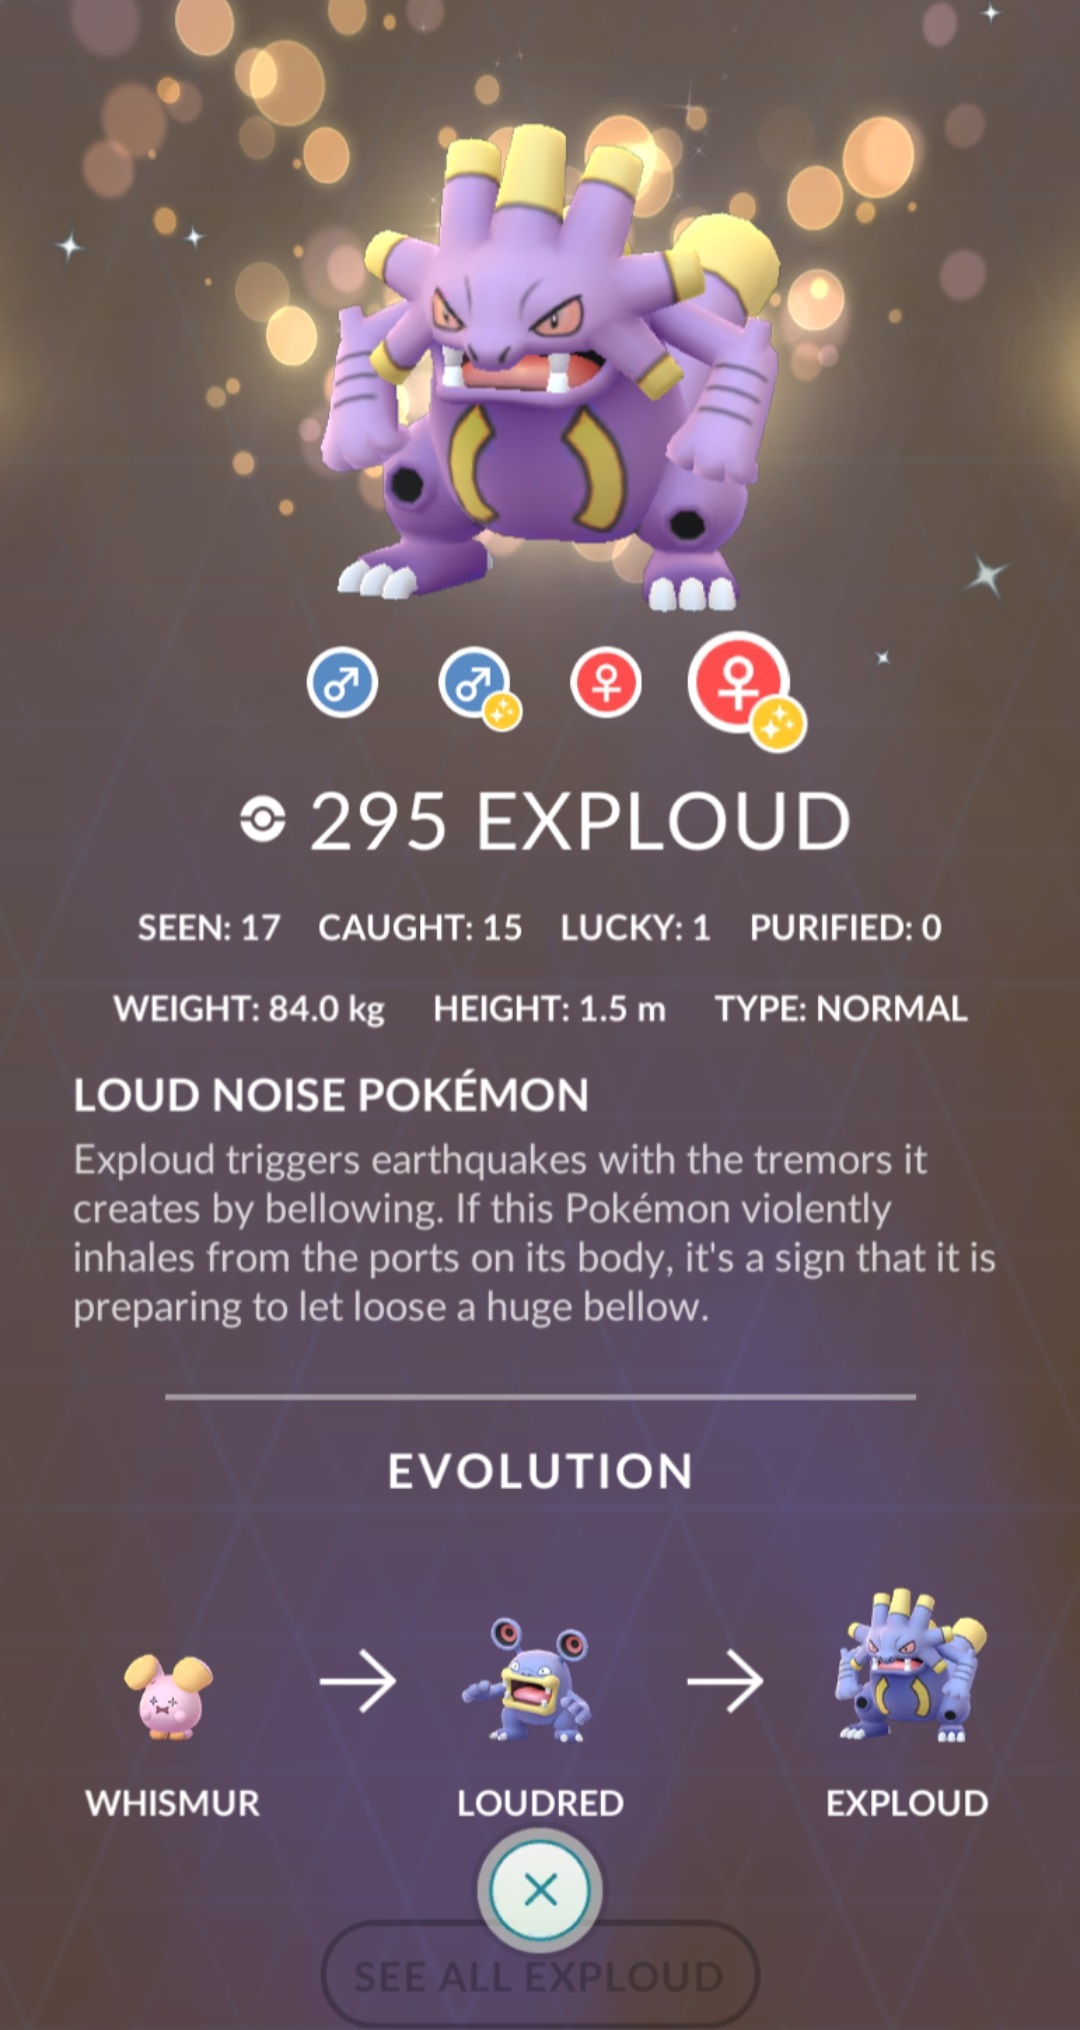 295 EXPLOUD
SEEN: 17 CAUGHT: 15 LUCKY: 1 PURIFIED: 0
WEIGHT: 84.0 kg HEIGHT: 1.5 m TYPE: NORMAL
LOUD NOISE POKÉMON
Exploud triggers earthquakes with the tremors it
creates by bellowing. If this Pokémon violently
inhales from the ports on its body, it's a sign that it is
preparing to let loose a huge bellow.
EVOLUTION
WHISMUR LOUDRED EXPLOUD
SEE ALL EXPLOUD